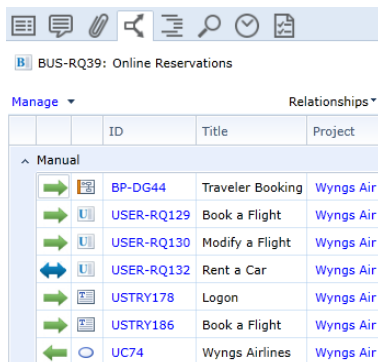 B BUS-RQ39: Online Reservations
Manage Relationships
ID Title Project
Manual
BP-DG44 Traveler Booking Wyngs Air
U USER-RQ129 Book a Flight Wyngs Air
U USER-RQ130 Modify a Flight Wyngs Air
U USER-RQ132 Rent a Car Wyngs Air
USTRY178 Logon Wyngs Air
USTRY186 Book a Flight Wyngs Air
UC74 Wyngs Airlines Wyngs Air